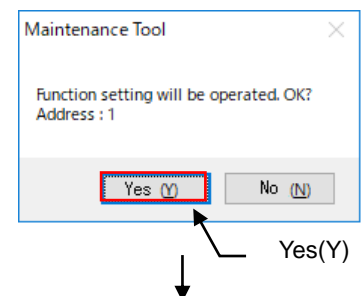 Maintenance Tool
Function setting will be operated. OK?
Address : 1
Yes (Y)
No (N)
Yes(Y)